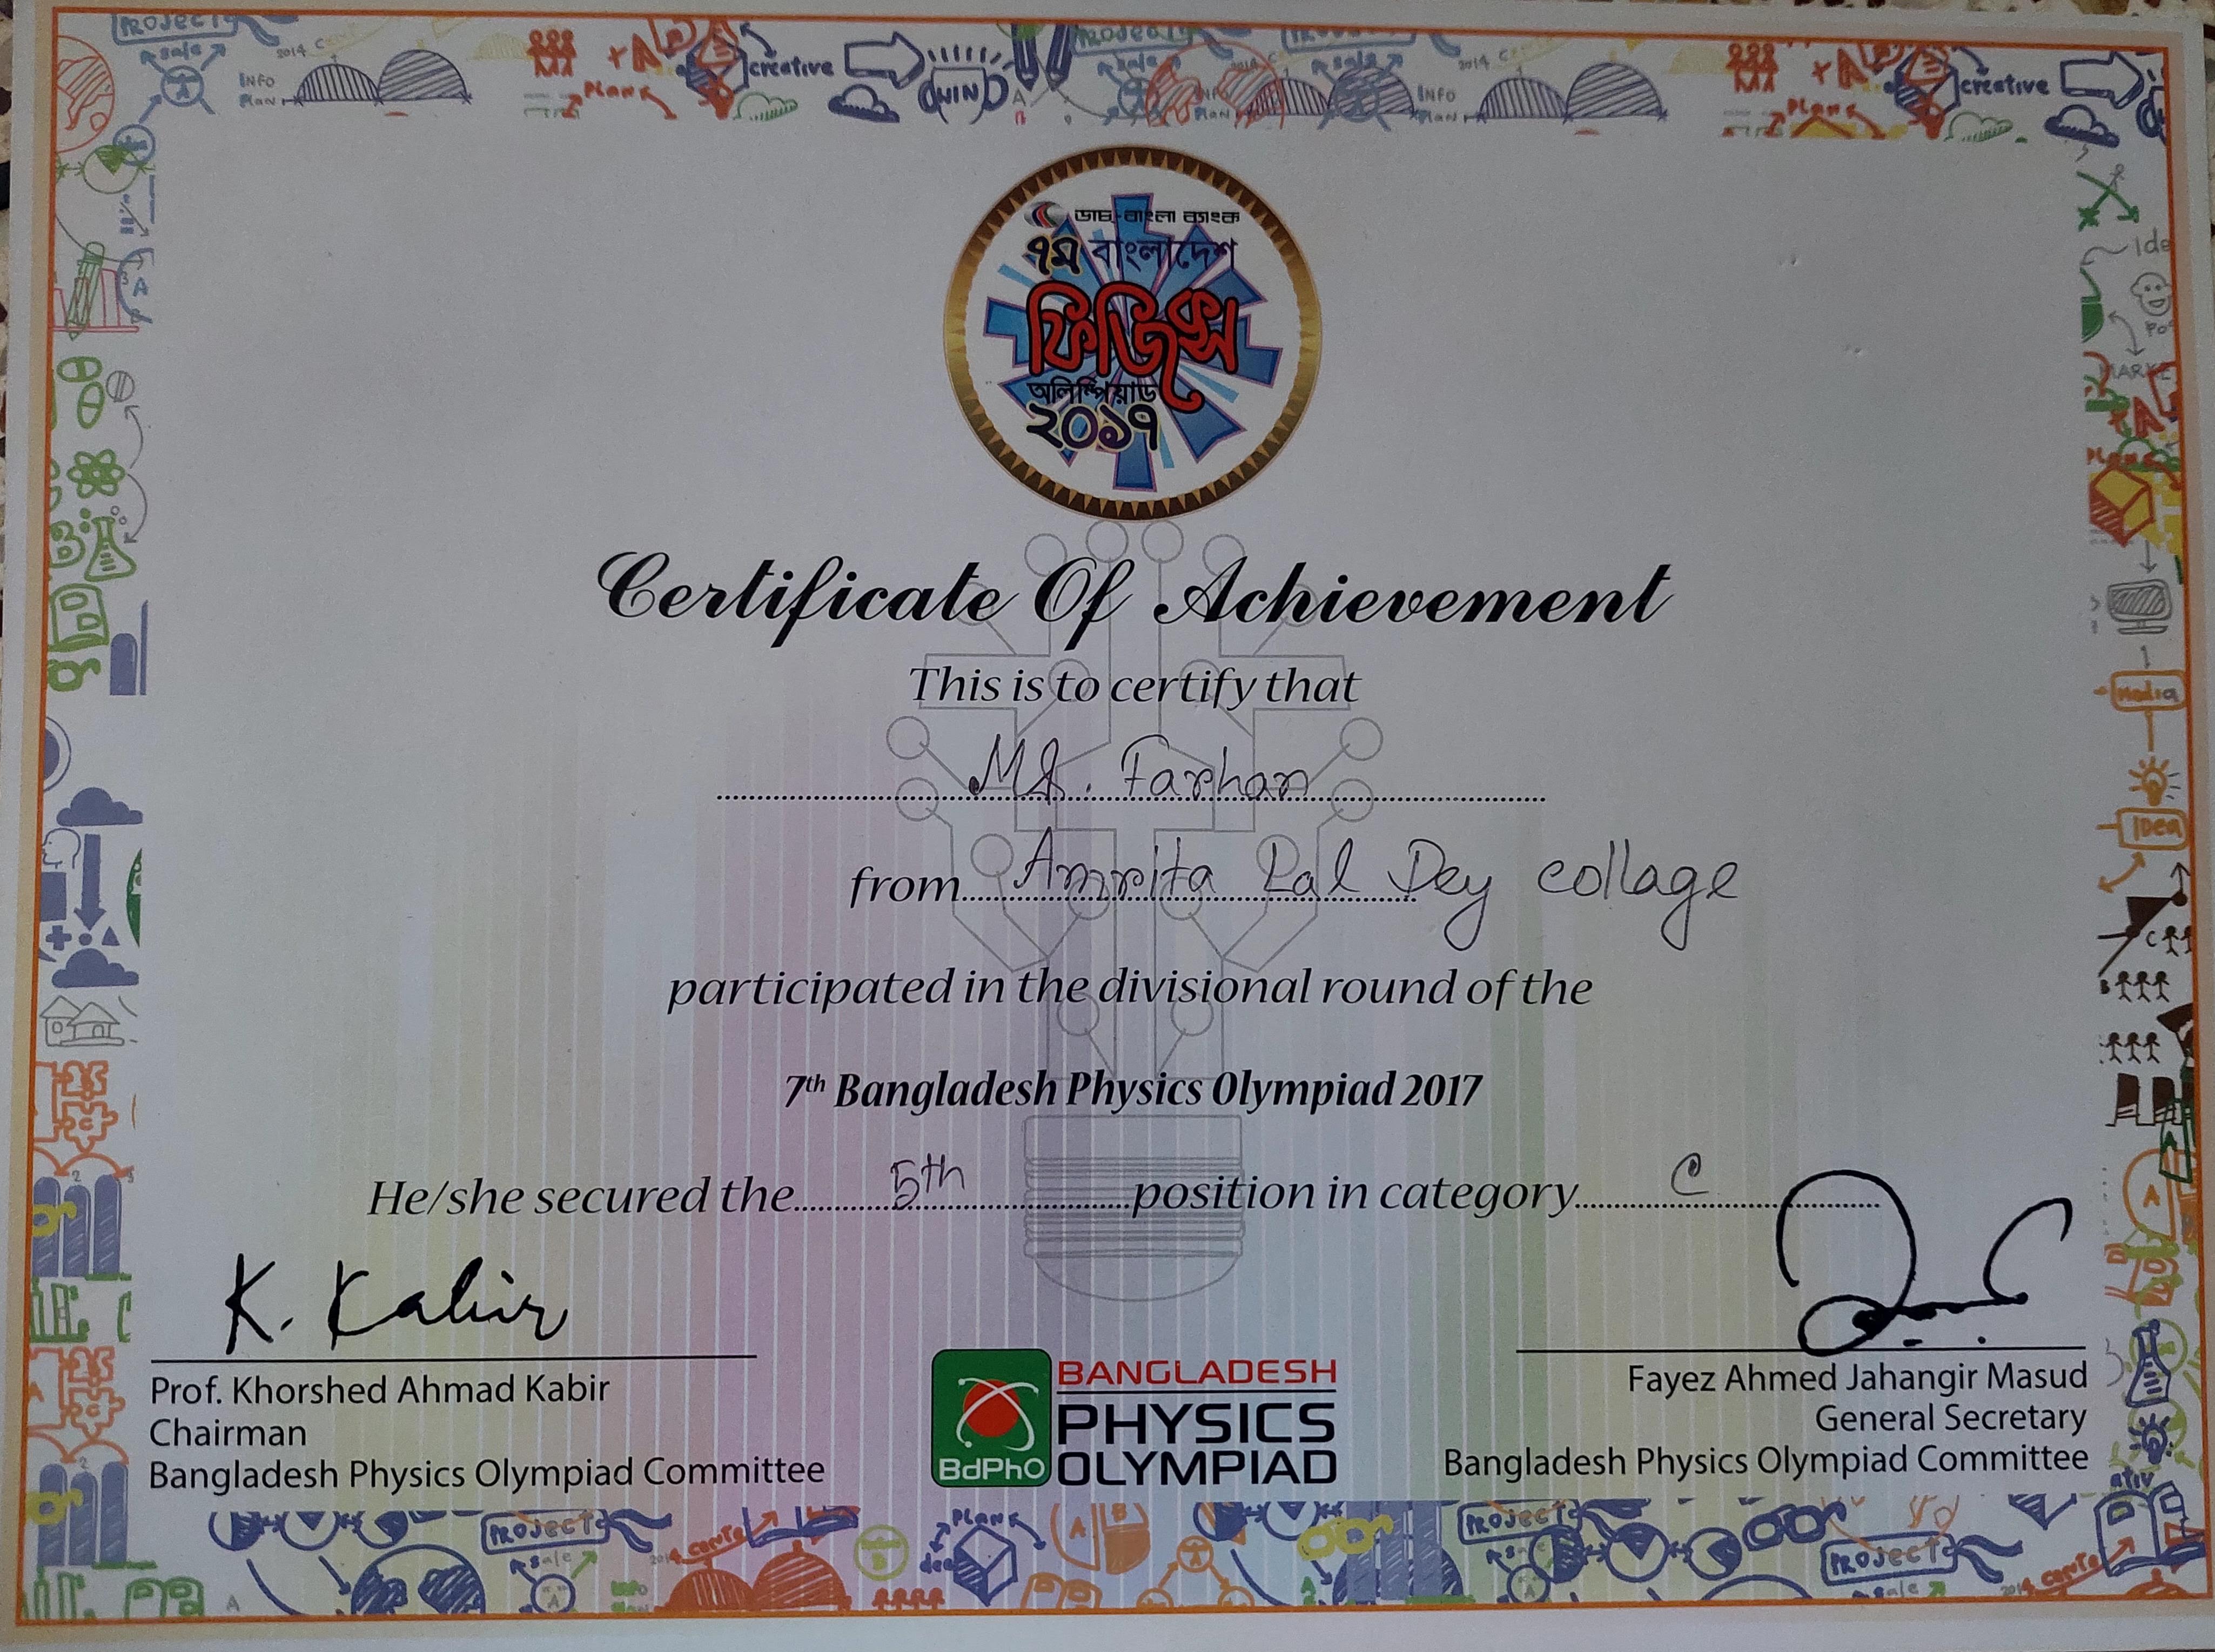 ডাচ্-বাংলা ব্যাংক
৭ম বাংলাদেশ
ফিজিক্স
অলিম্পিয়াড
২০১৭
Certificate Of Achievement
This is to certify that
Md. Farhan
from Amrita Lal Dey collage
participated in the divisional round of the
7th Bangladesh Physics Olympiad 2017
He/she secured the 5th position in category C
K. Kabir
Prof. Khorshed Ahmad Kabir
Chairman
Bangladesh Physics Olympiad Committee
BdPhO
BANGLADESH
PHYSICS
OLYMPIAD
Fayez Ahmed Jahangir Masud
General Secretary
Bangladesh Physics Olympiad Committee